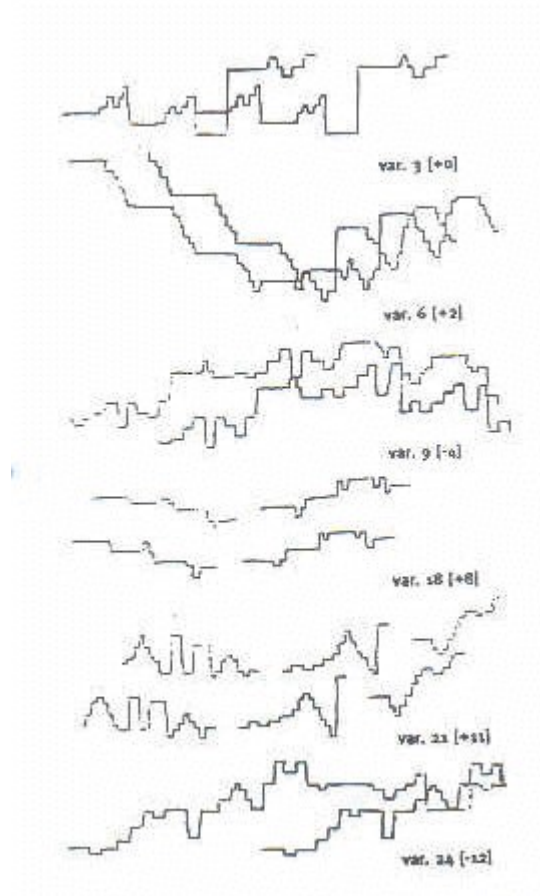 var. 3 [+0]
var. 6 [+2]
var. 9 [-4]
var. 18 [+8]
var. 21 [+11]
var. 24 [-12]